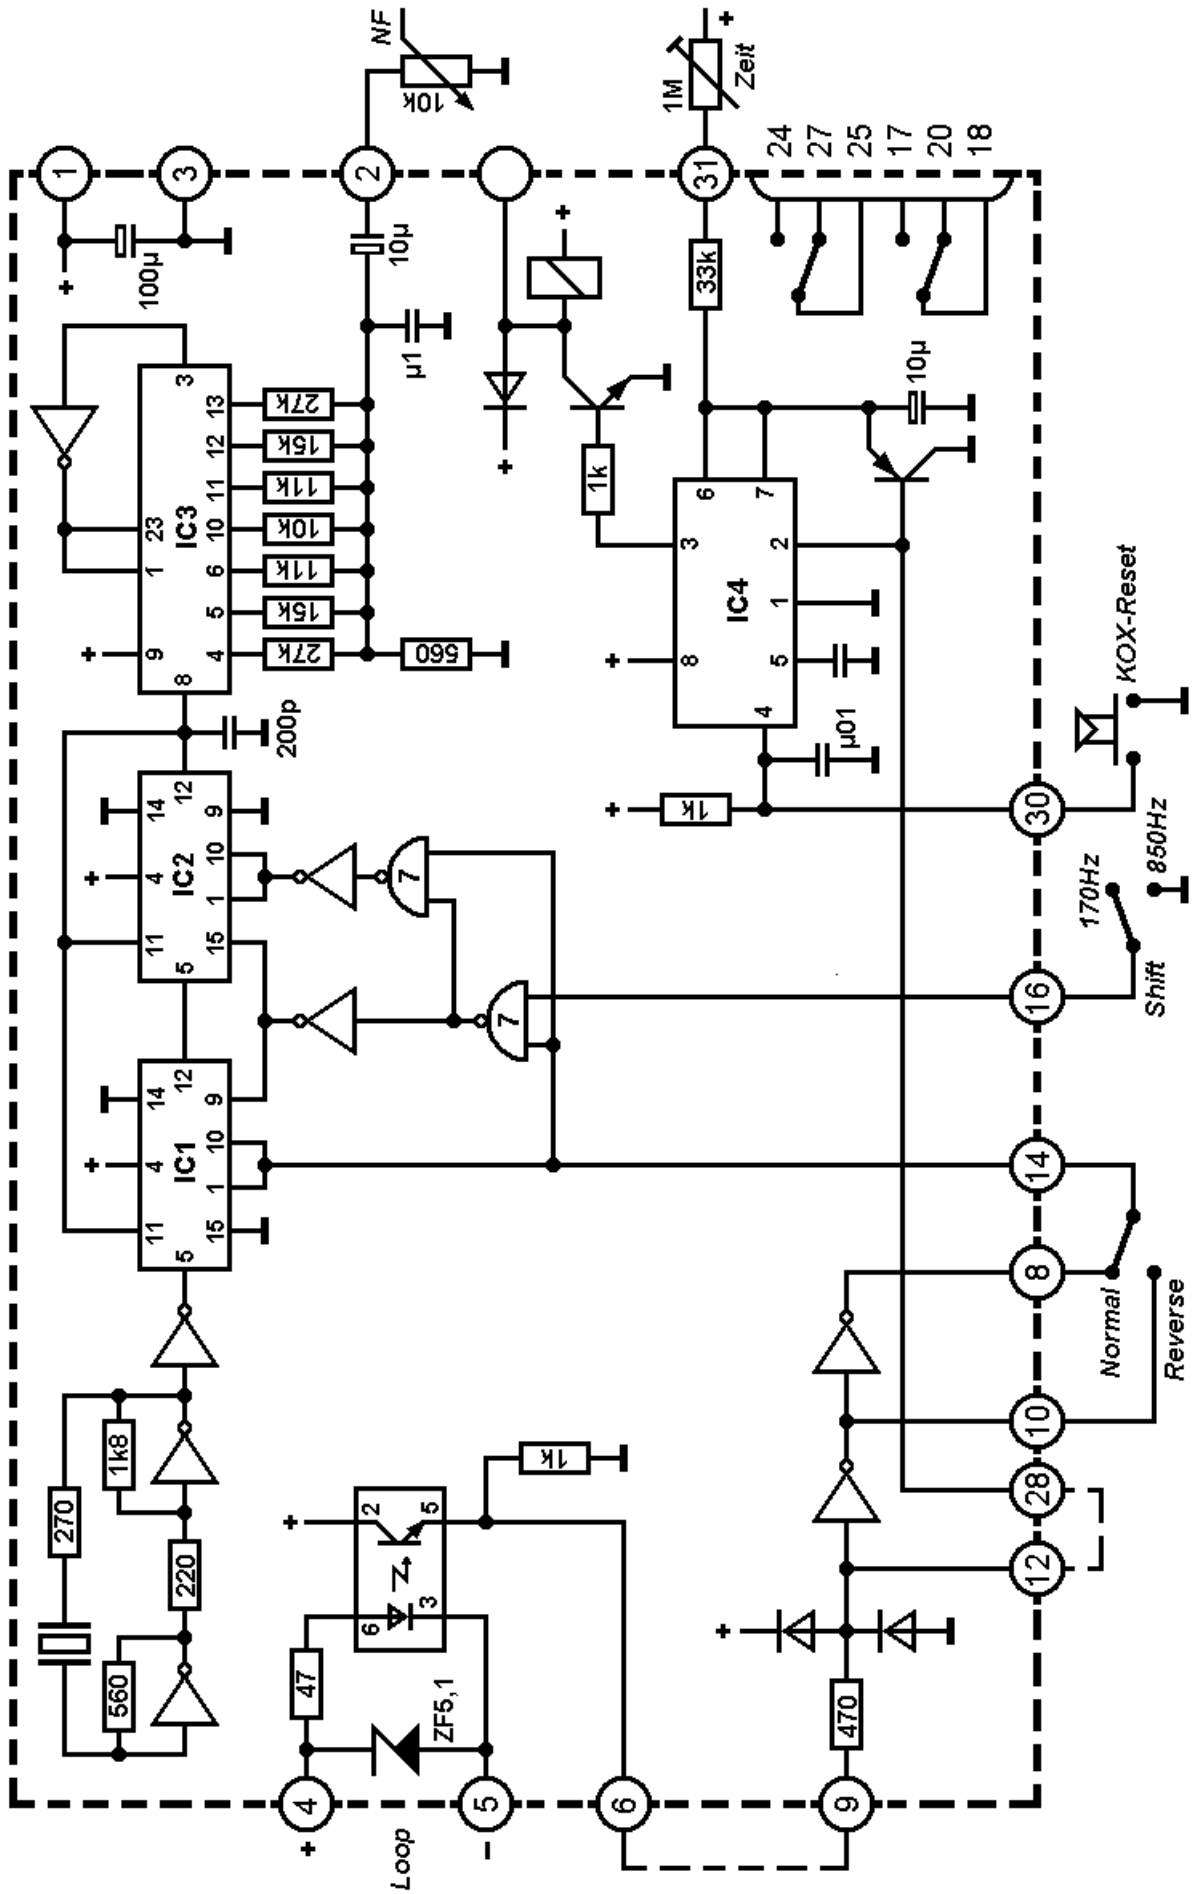 NF
10k
+
1M
Zeit
1
3
2
31
24
27
25
17
20
18
+
100µ
10µ
µ1
+
33k
10µ
3
23
IC3
1
+
9
8
13
12
11
10
6
5
4
27k
15k
11k
10k
11k
15k
27k
560
+
1k
6
7
3
2
IC4
1
+
8
5
4
µ01
+
1k
30
KOX-Reset
200p
14
12
9
+
4
IC2
10
1
11
15
5
7
7
170Hz
850Hz
16
Shift
14
12
9
+
4
IC1
10
1
11
15
5
14
8
Normal
Reverse
10
28
12
1k8
270
220
560
+
2
5
6
3
1k
47
ZF5,1
+
470
4
5
6
9
+
Loop
–